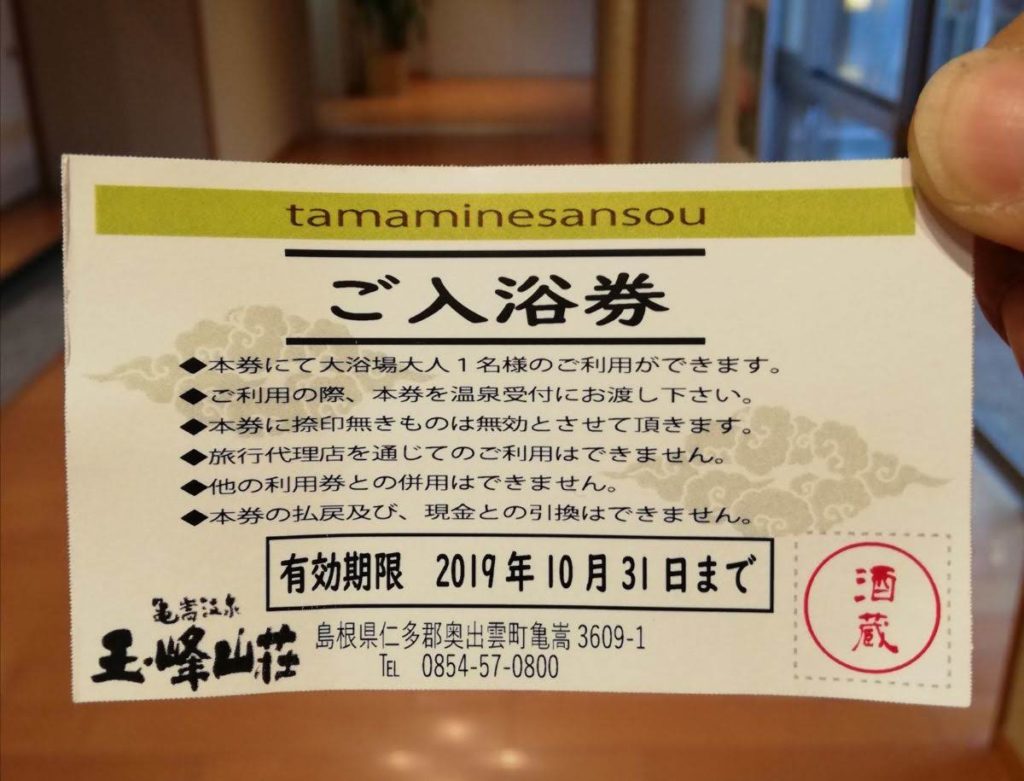 tamaminesansou
ご入浴券
◆本券にて大浴場大人1名様のご利用ができます。
◆ご利用の際、本券を温泉受付にお渡し下さい。
◆本券に捺印無きものは無効とさせて頂きます。
◆旅行代理店を通じてのご利用はできません。
◆他の利用券との併用はできません。
◆本券の払戻及び、現金との引換はできません。
有効期限 2019年10月31日まで
亀嵩温泉
玉峰山荘
島根県仁多郡奥出雲町亀嵩 3609-1
TEL 0854-57-0800
酒蔵